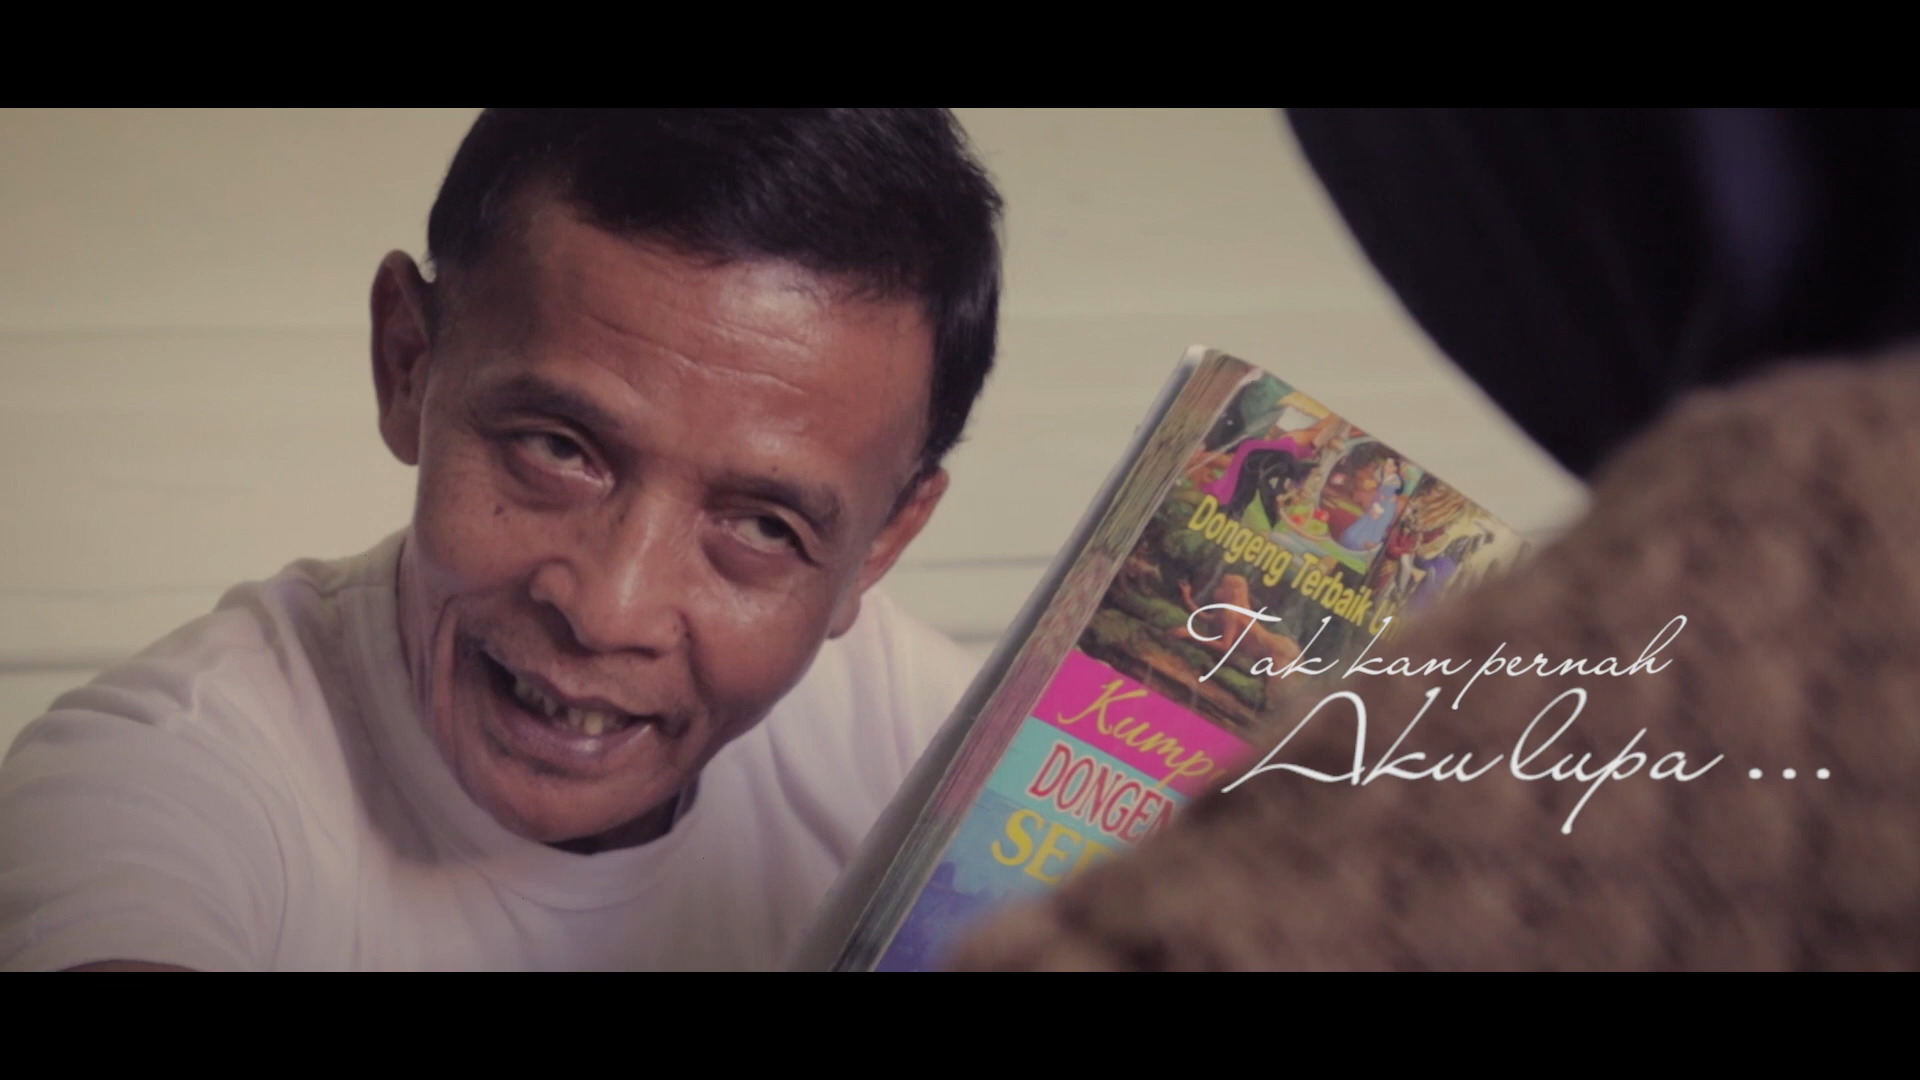 Dongeng Terbaik
Kump
DONGEN
SE
Tak kan pernah
Aku lupa ...